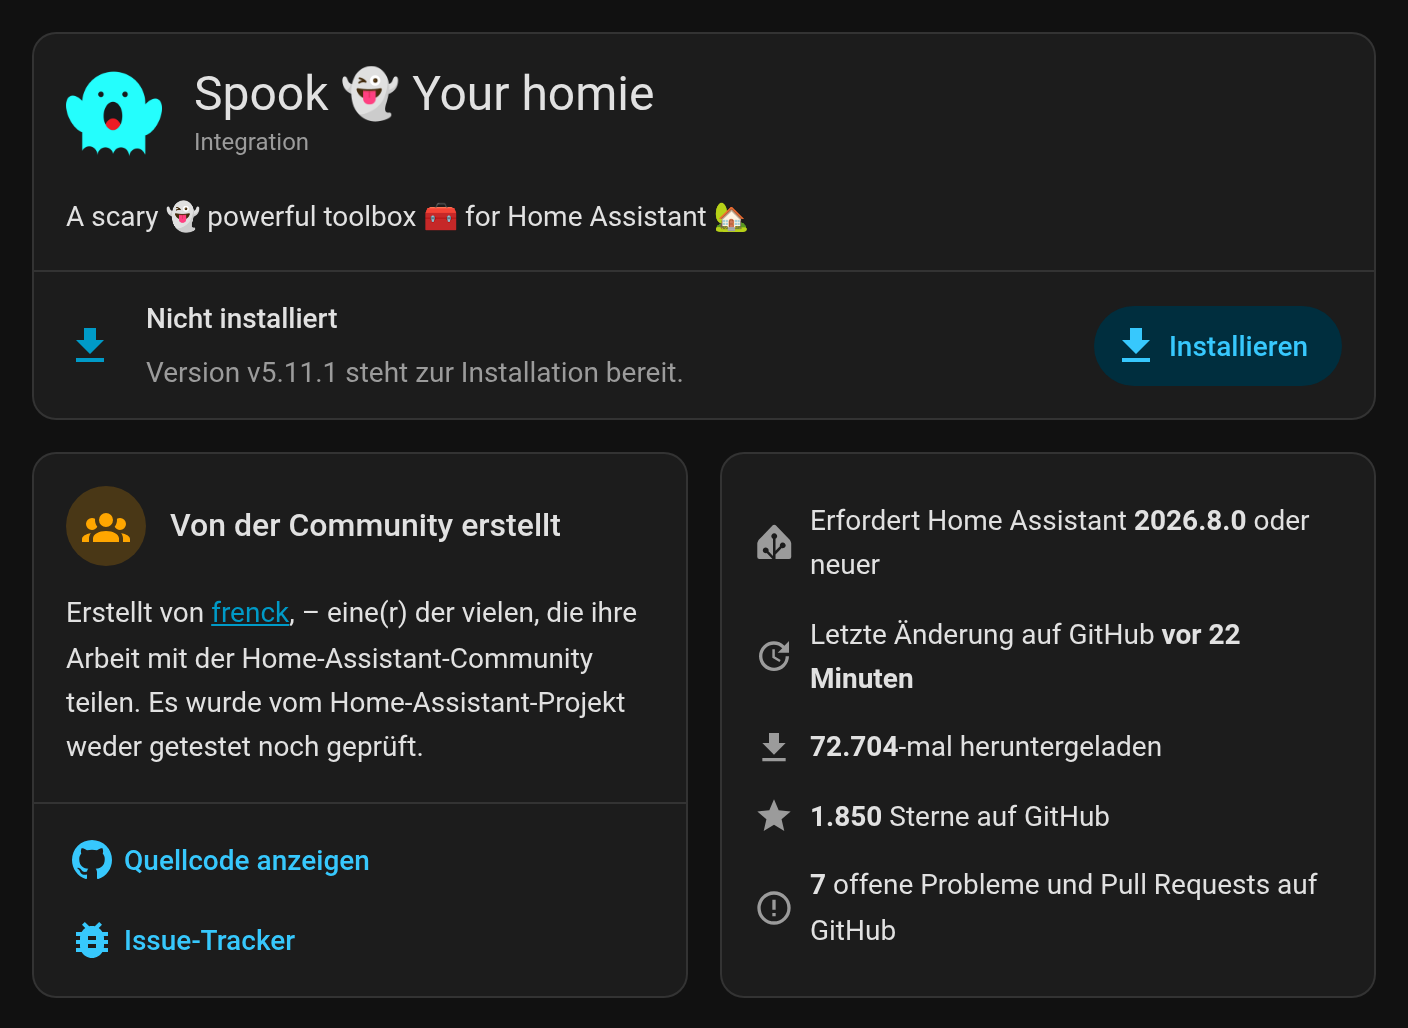 Spook 👻 Your homie
Integration
A scary 👻 powerful toolbox 🧰 for Home Assistant 🏡
Nicht installiert
Version v5.11.1 steht zur Installation bereit.
Installieren
Von der Community erstellt
Erstellt von frenck, – eine(r) der vielen, die ihre
Arbeit mit der Home-Assistant-Community
teilen. Es wurde vom Home-Assistant-Projekt
weder getestet noch geprüft.
Quellcode anzeigen
Issue-Tracker
Erfordert Home Assistant 2026.8.0 oder
neuer
Letzte Änderung auf GitHub vor 22
Minuten
72.704-mal heruntergeladen
1.850 Sterne auf GitHub
7 offene Probleme und Pull Requests auf
GitHub